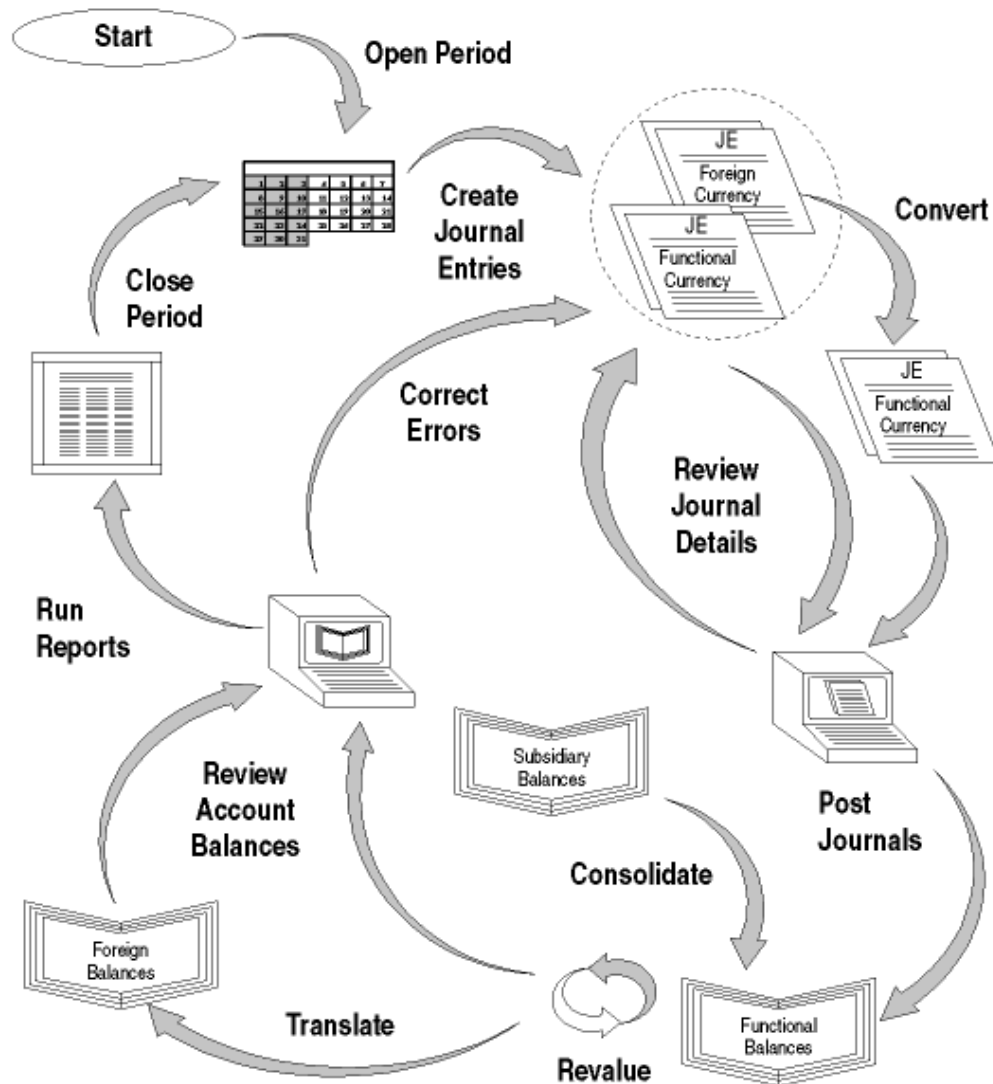 Start
Open Period
Create
Journal
Entries
JE
Foreign
Currency
JE
Functional
Currency
Convert
JE
Functional
Currency
Close
Period
Correct
Errors
Review
Journal
Details
Run
Reports
Review
Account
Balances
Subsidiary
Balances
Post
Journals
Consolidate
Foreign
Balances
Translate
Revalue
Functional
Balances